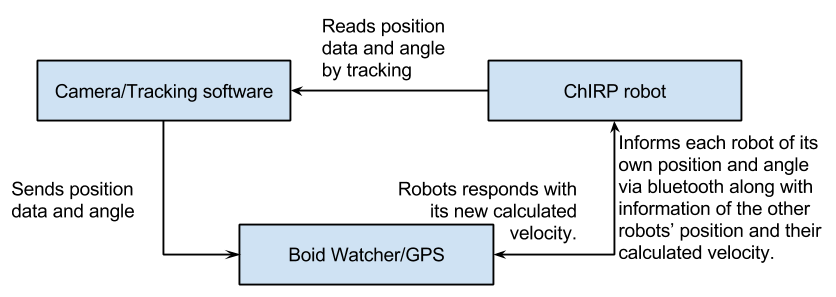 Reads position
data and angle
by tracking
Camera/Tracking software
ChIRP robot
Informs each robot of its
own position and angle
via bluetooth along with
information of the other
robots’ position and their
calculated velocity.
Sends position
data and angle
Robots responds with
its new calculated
velocity.
Boid Watcher/GPS